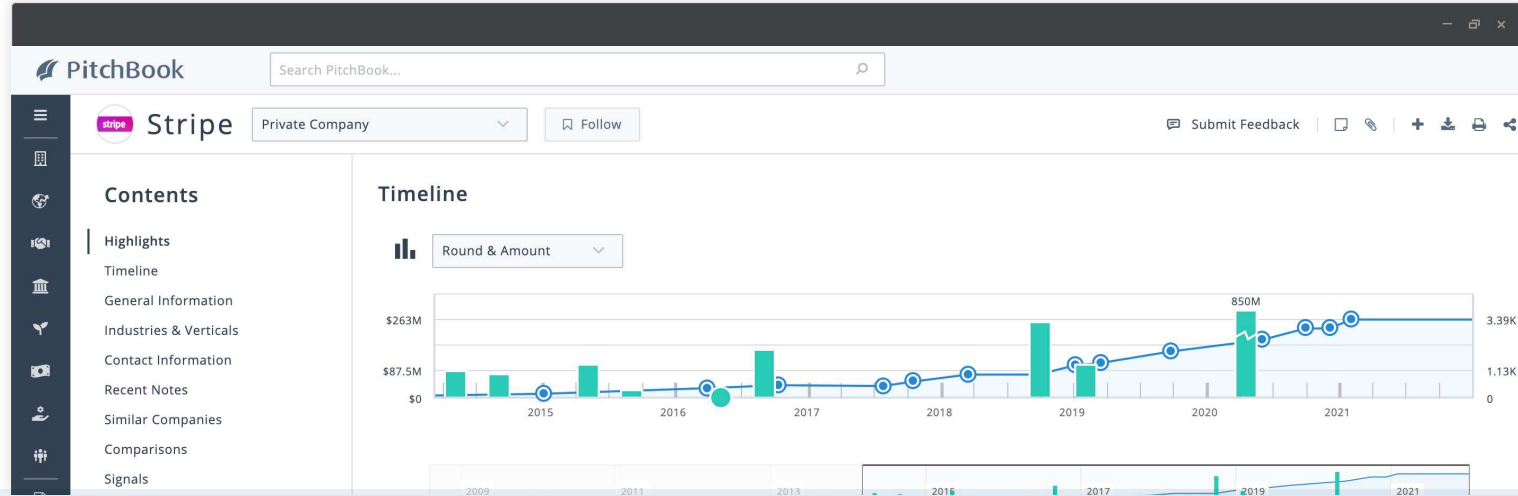 PitchBook
Search PitchBook...
stripe
Stripe
Private Company
Follow
Submit Feedback
Contents
Highlights
Timeline
General Information
Industries & Verticals
Contact Information
Recent Notes
Similar Companies
Comparisons
Signals
Timeline
Round & Amount
850M
$263M
3.39K
$87.5M
1.13K
$0
0
2015
2016
2017
2018
2019
2020
2021
2009
2011
2013
2015
2017
2019
2021